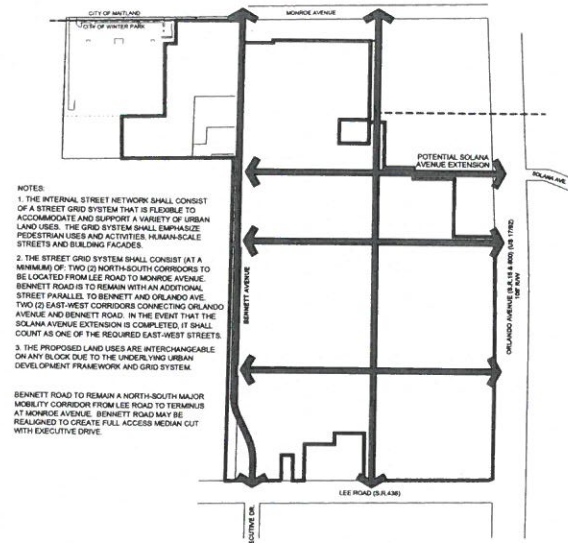 CITY OF MAITLAND
CITY OF WINTER PARK
MONROE AVENUE
POTENTIAL SOLANA
AVENUE EXTENSION
SOLANA AVE.
NOTES:
1. THE INTERNAL STREET NETWORK SHALL CONSIST
OF A STREET GRID SYSTEM THAT IS FLEXIBLE TO
ACCOMMODATE AND SUPPORT A VARIETY OF URBAN
LAND USES. THE GRID SYSTEM SHALL EMPHASIZE
PEDESTRIAN USES AND ACTIVITIES, HUMAN-SCALE
STREETS AND BUILDING FACADES.
2. THE STREET GRID SYSTEM SHALL CONSIST (AT A
MINIMUM) OF: TWO (2) NORTH-SOUTH CORRIDORS TO
BE LOCATED FROM LEE ROAD TO MONROE AVENUE.
BENNETT ROAD IS TO REMAIN WITH AN ADDITIONAL
STREET PARALLEL TO BENNETT AND ORLANDO AVE.
TWO (2) EAST-WEST CORRIDORS CONNECTING ORLANDO
AVENUE AND BENNETT ROAD. IN THE EVENT THAT THE
SOLANA AVENUE EXTENSION IS COMPLETED, IT SHALL
COUNT AS ONE OF THE REQUIRED EAST-WEST STREETS.
3. THE PROPOSED LAND USES ARE INTERCHANGEABLE
ON ANY BLOCK DUE TO THE UNDERLYING URBAN
DEVELOPMENT FRAMEWORK AND GRID SYSTEM.
BENNETT ROAD TO REMAIN A NORTH-SOUTH MAJOR
MOBILITY CORRIDOR FROM LEE ROAD TO TERMINUS
AT MONROE AVENUE. BENNETT ROAD MAY BE
REALIGNED TO CREATE FULL ACCESS MEDIAN CUT
WITH EXECUTIVE DRIVE.
BENNETT AVENUE
ORLANDO AVENUE (S.R.15 & 600) (US 17/92)
R/W
LEE ROAD (S.R.438)
ECUTIVE DR.